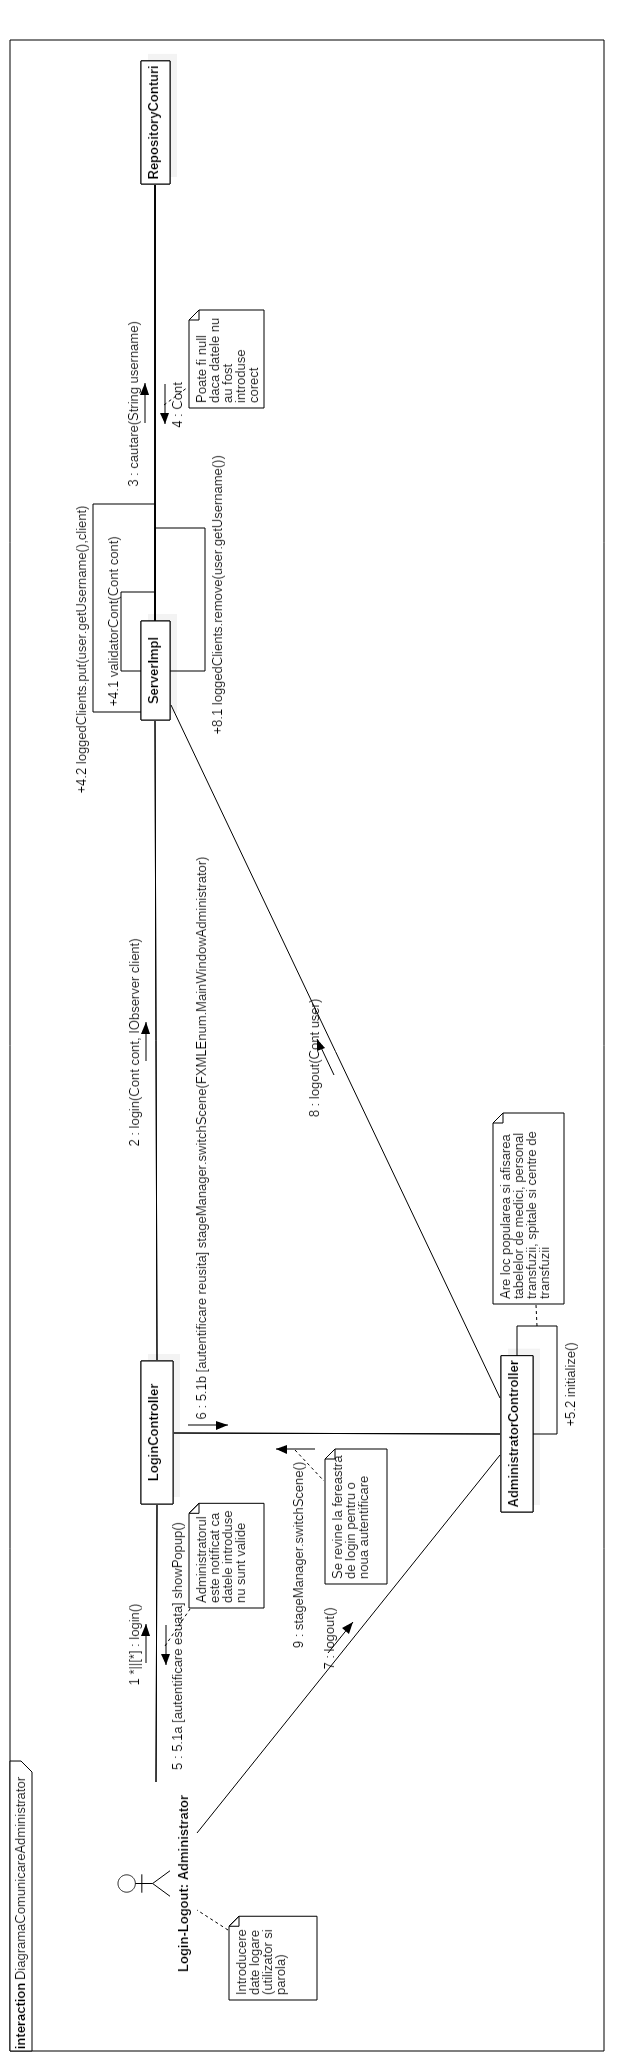 interaction DiagramaComunicareAdministrator
Login-Logout: Administrator
Introducere
date logare
(utilizator si
parola)
1 *||[*] : login()
5 : 5.1a [autentificare esuata] showPopup()
Administratorul
este notificat ca
datele introduse
nu sunt valide
LoginController
2 : login(Cont cont, IObserver client)
6 : 5.1b [autentificare reusita] stageManager.switchScene(FXMLEnum.MainWindowAdministrator)
ServerImpl
+4.2 loggedClients.put(user.getUsername(),client)
+4.1 validatorCont(Cont cont)
+8.1 loggedClients.remove(user.getUsername())
3 : cautare(String username)
4 : Cont
Poate fi null
daca datele nu
au fost
introduse
corect
RepositoryConturi
7 : logout()
9 : stageManager.switchScene()
Se revine la fereastra
de login pentru o
noua autentificare
8 : logout(Cont user)
AdministratorController
+5.2 initialize()
Are loc popularea si afisarea
tabelelor de medici, personal
transfuzii, spitale si centre de
transfuzii